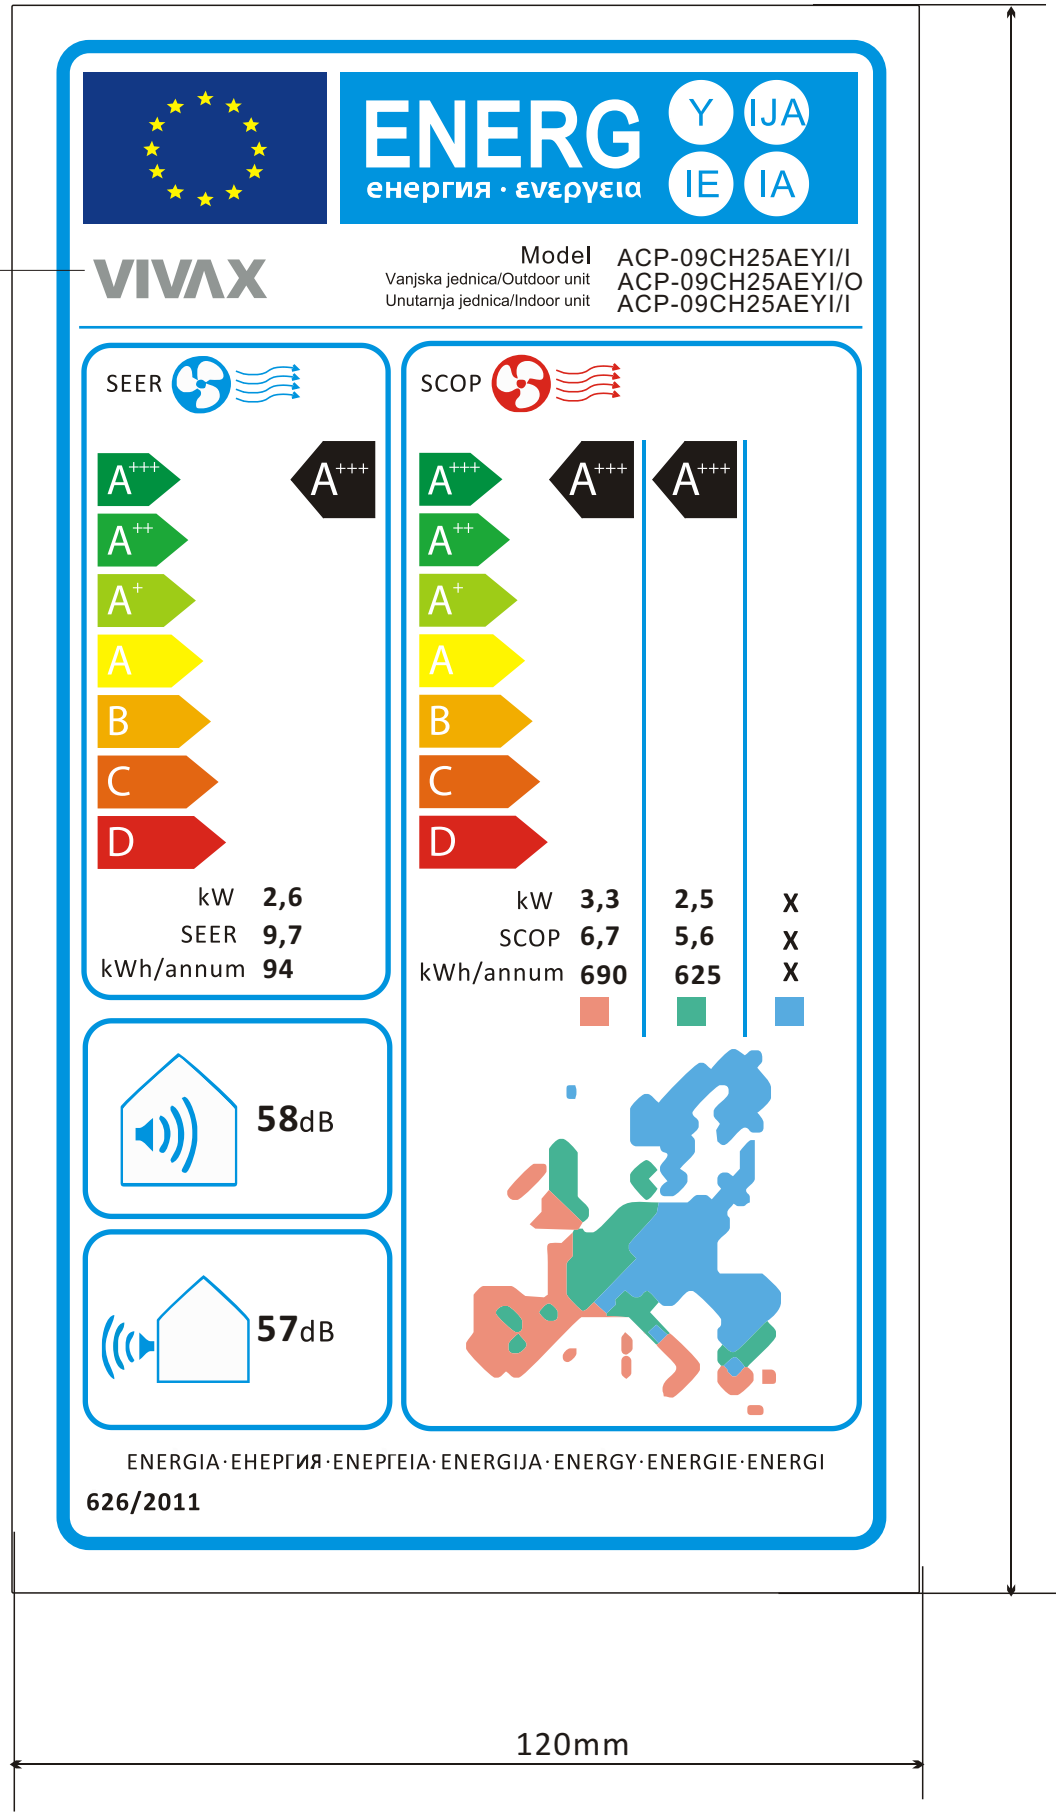 ENERG Y IJA
IE IA
енергия · ενεργεια
VIVAX
Model ACP-09CH25AEYI/I
Vanjska jednica/Outdoor unit ACP-09CH25AEYI/O
Unutarnja jednica/Indoor unit ACP-09CH25AEYI/I
SEER
A+++ A+++
A++
A+
A
B
C
D
kW 2,6
SEER 9,7
kWh/annum 94
SCOP
A+++ A+++ A+++
A++
A+
A
B
C
D
kW 3,3 2,5 X
SCOP 6,7 5,6 X
kWh/annum 690 625 X
58dB
57dB
ENERGIA·ЕНЕРГИЯ·ΕΝΕΡΓΕΙΑ·ENERGIJA·ENERGY·ENERGIE·ENERGI
626/2011
120mm